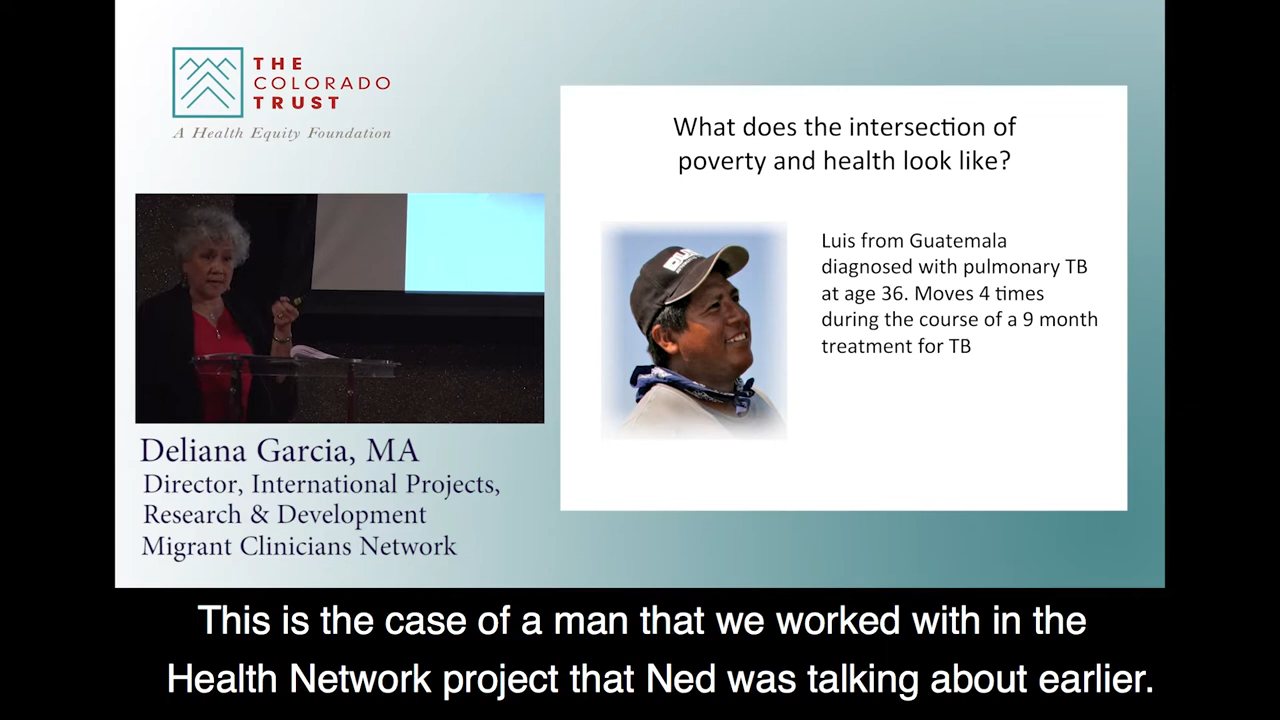 THE
COLORADO
TRUST
A Health Equity Foundation
What does the intersection of
poverty and health look like?
Luis from Guatemala
diagnosed with pulmonary TB
at age 36. Moves 4 times
during the course of a 9 month
treatment for TB
Deliana Garcia, MA
Director, International Projects,
Research & Development
Migrant Clinicians Network
This is the case of a man that we worked with in the
Health Network project that Ned was talking about earlier.